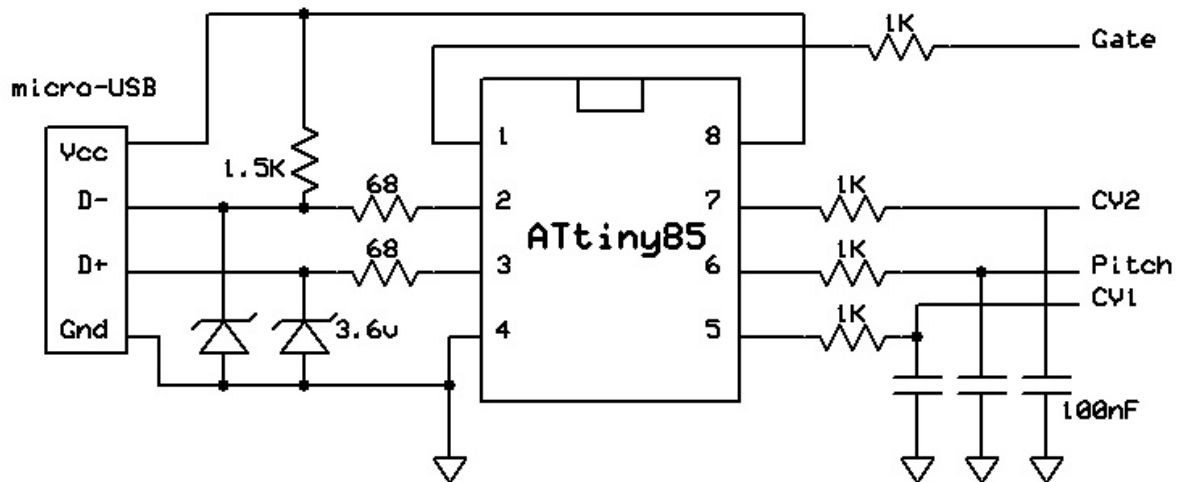 1K
Gate
micro-USB
Vcc
1
8
1.5K
D-
68
2
7
1K
CV2
ATtiny85
D+
68
3
6
1K
Pitch
CV1
Gnd
3.6v
4
5
1K
100nF